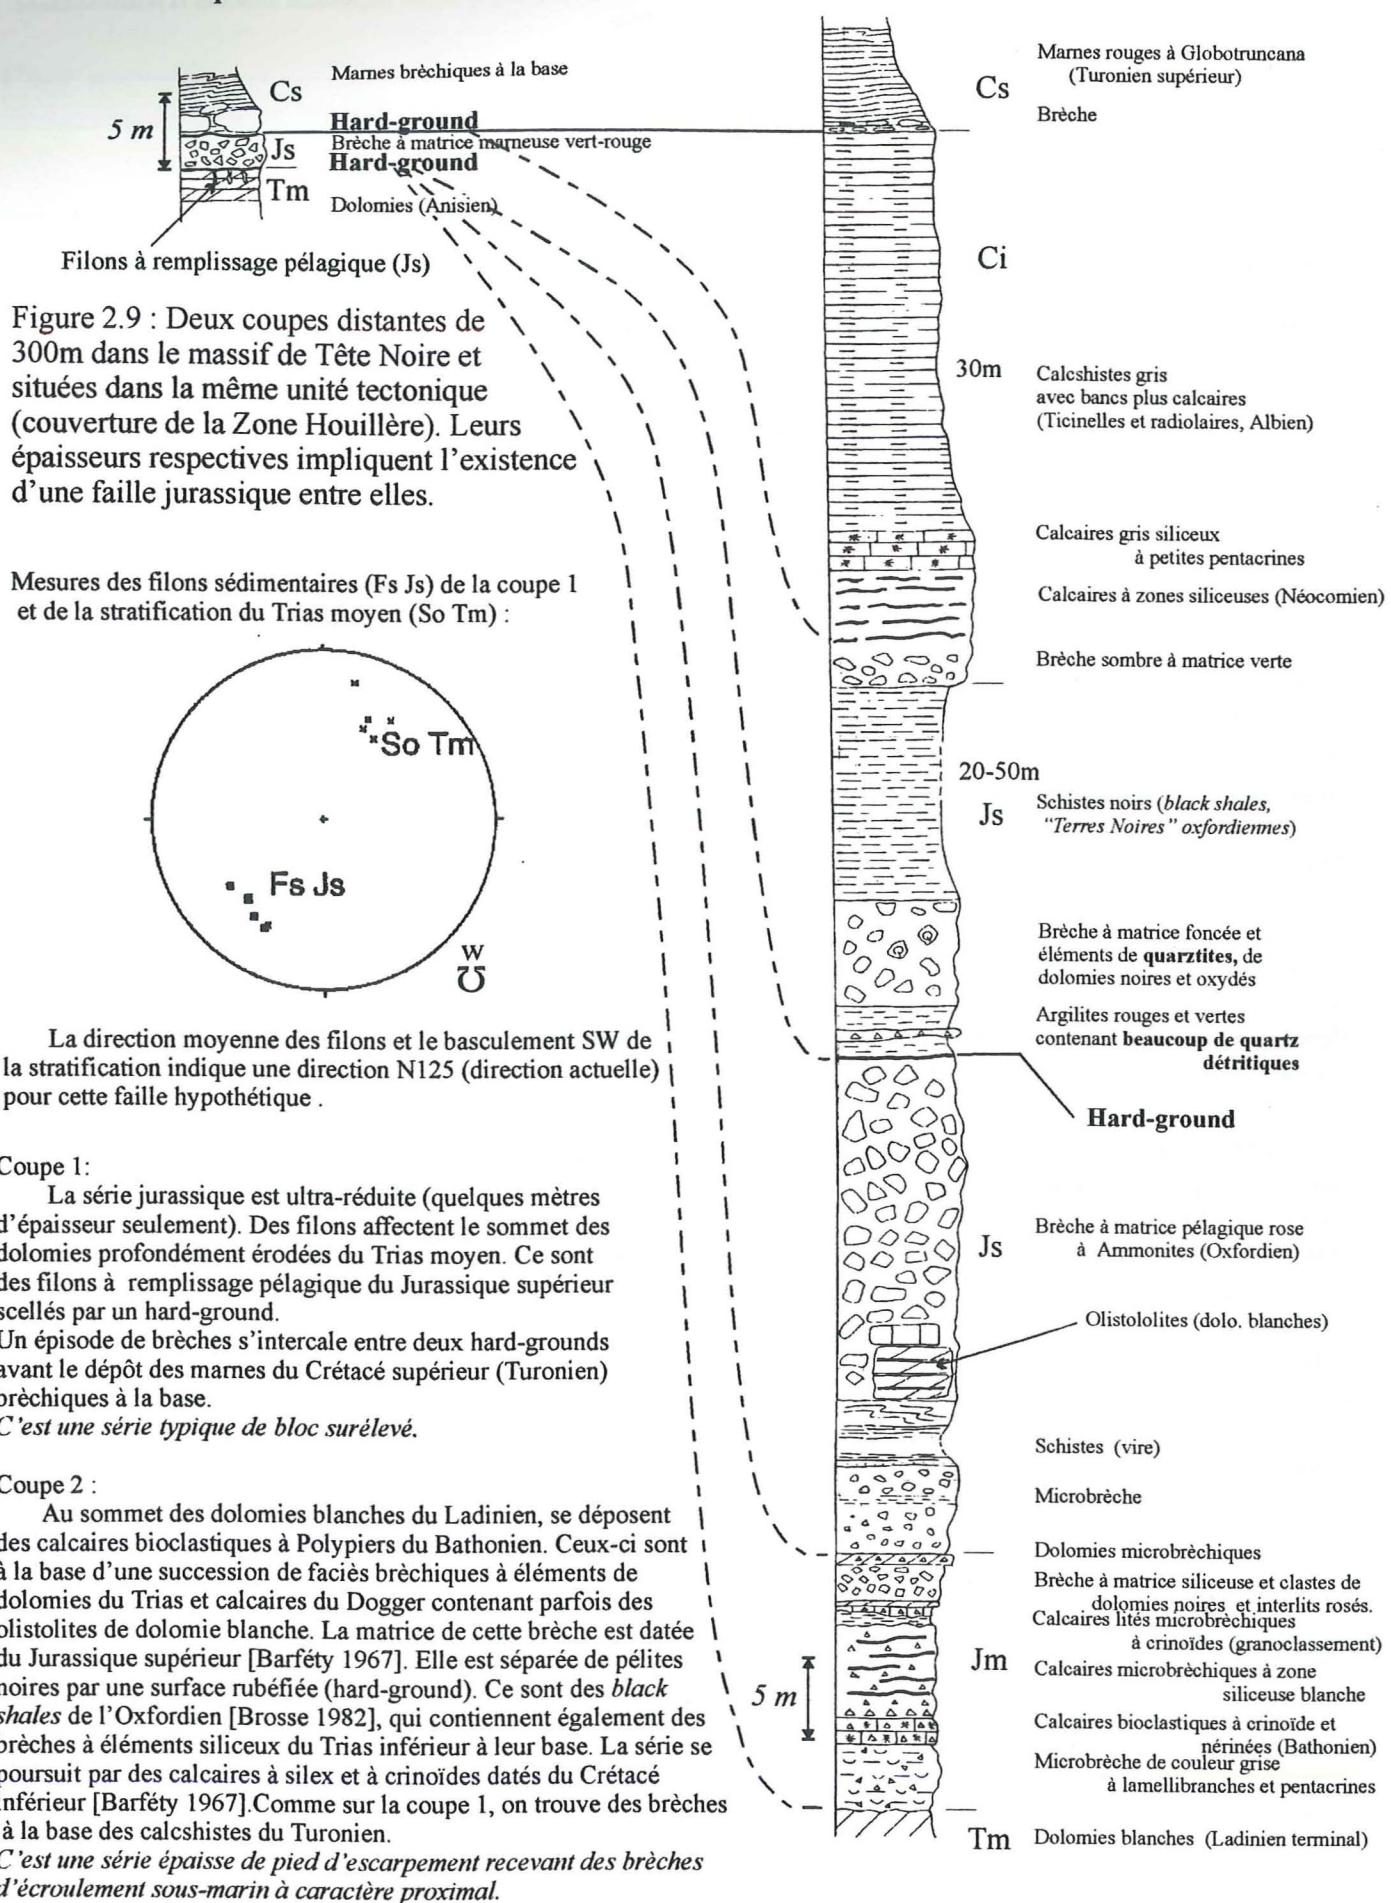 Marnes brèchiques à la base
Cs
5 m
Hard-ground
Js
Brèche à matrice marneuse vert-rouge
Hard-ground
Tm
Dolomies (Anisien)
Filons à remplissage pélagique (Js)
Figure 2.9 : Deux coupes distantes de
300m dans le massif de Tête Noire et
situées dans la même unité tectonique
(couverture de la Zone Houillère). Leurs
épaisseurs respectives impliquent l'existence
d'une faille jurassique entre elles.
Mesures des filons sédimentaires (Fs Js) de la coupe 1
et de la stratification du Trias moyen (So Tm) :
So Tm
Fs Js
W
La direction moyenne des filons et le basculement SW de
la stratification indique une direction N125 (direction actuelle)
pour cette faille hypothétique .
Coupe 1:
La série jurassique est ultra-réduite (quelques mètres
d'épaisseur seulement). Des filons affectent le sommet des
dolomies profondément érodées du Trias moyen. Ce sont
des filons à remplissage pélagique du Jurassique supérieur
scellés par un hard-ground.
Un épisode de brèches s'intercale entre deux hard-grounds
avant le dépôt des marnes du Crétacé supérieur (Turonien)
brèchiques à la base.
C'est une série typique de bloc surélevé.
Coupe 2 :
Au sommet des dolomies blanches du Ladinien, se déposent
des calcaires bioclastiques à Polypiers du Bathonien. Ceux-ci sont
à la base d'une succession de faciès brèchiques à éléments de
dolomies du Trias et calcaires du Dogger contenant parfois des
olistolites de dolomie blanche. La matrice de cette brèche est datée
du Jurassique supérieur [Barféty 1967]. Elle est séparée de pélites
noires par une surface rubéfiée (hard-ground). Ce sont des black
shales de l'Oxfordien [Brosse 1982], qui contiennent également des
brèches à éléments siliceux du Trias inférieur à leur base. La série se
poursuit par des calcaires à silex et à crinoïdes datés du Crétacé
inférieur [Barféty 1967].Comme sur la coupe 1, on trouve des brèches
à la base des calcshistes du Turonien.
C'est une série épaisse de pied d'escarpement recevant des brèches
d'écroulement sous-marin à caractère proximal.
Cs
Marnes rouges à Globotruncana
(Turonien supérieur)
Brèche
Ci
30m
Calcshistes gris
avec bancs plus calcaires
(Ticinelles et radiolaires, Albien)
Calcaires gris siliceux
à petites pentacrines
Calcaires à zones siliceuses (Néocomien)
Brèche sombre à matrice verte
20-50m
Js
Schistes noirs (black shales,
"Terres Noires" oxfordiennes)
Brèche à matrice foncée et
éléments de quarztites, de
dolomies noires et oxydés
Argilites rouges et vertes
contenant beaucoup de quartz
détritiques
Hard-ground
Js
Brèche à matrice pélagique rose
à Ammonites (Oxfordien)
Olistololites (dolo. blanches)
Schistes (vire)
Microbrèche
Dolomies microbrèchiques
Brèche à matrice siliceuse et clastes de
dolomies noires et interlits rosés.
Calcaires lités microbrèchiques
à crinoïdes (granoclassement)
Jm
Calcaires microbrèchiques à zone
siliceuse blanche
5 m
Calcaires bioclastiques à crinoïde et
nérinées (Bathonien)
Microbrèche de couleur grise
à lamellibranches et pentacrines
Tm
Dolomies blanches (Ladinien terminal)